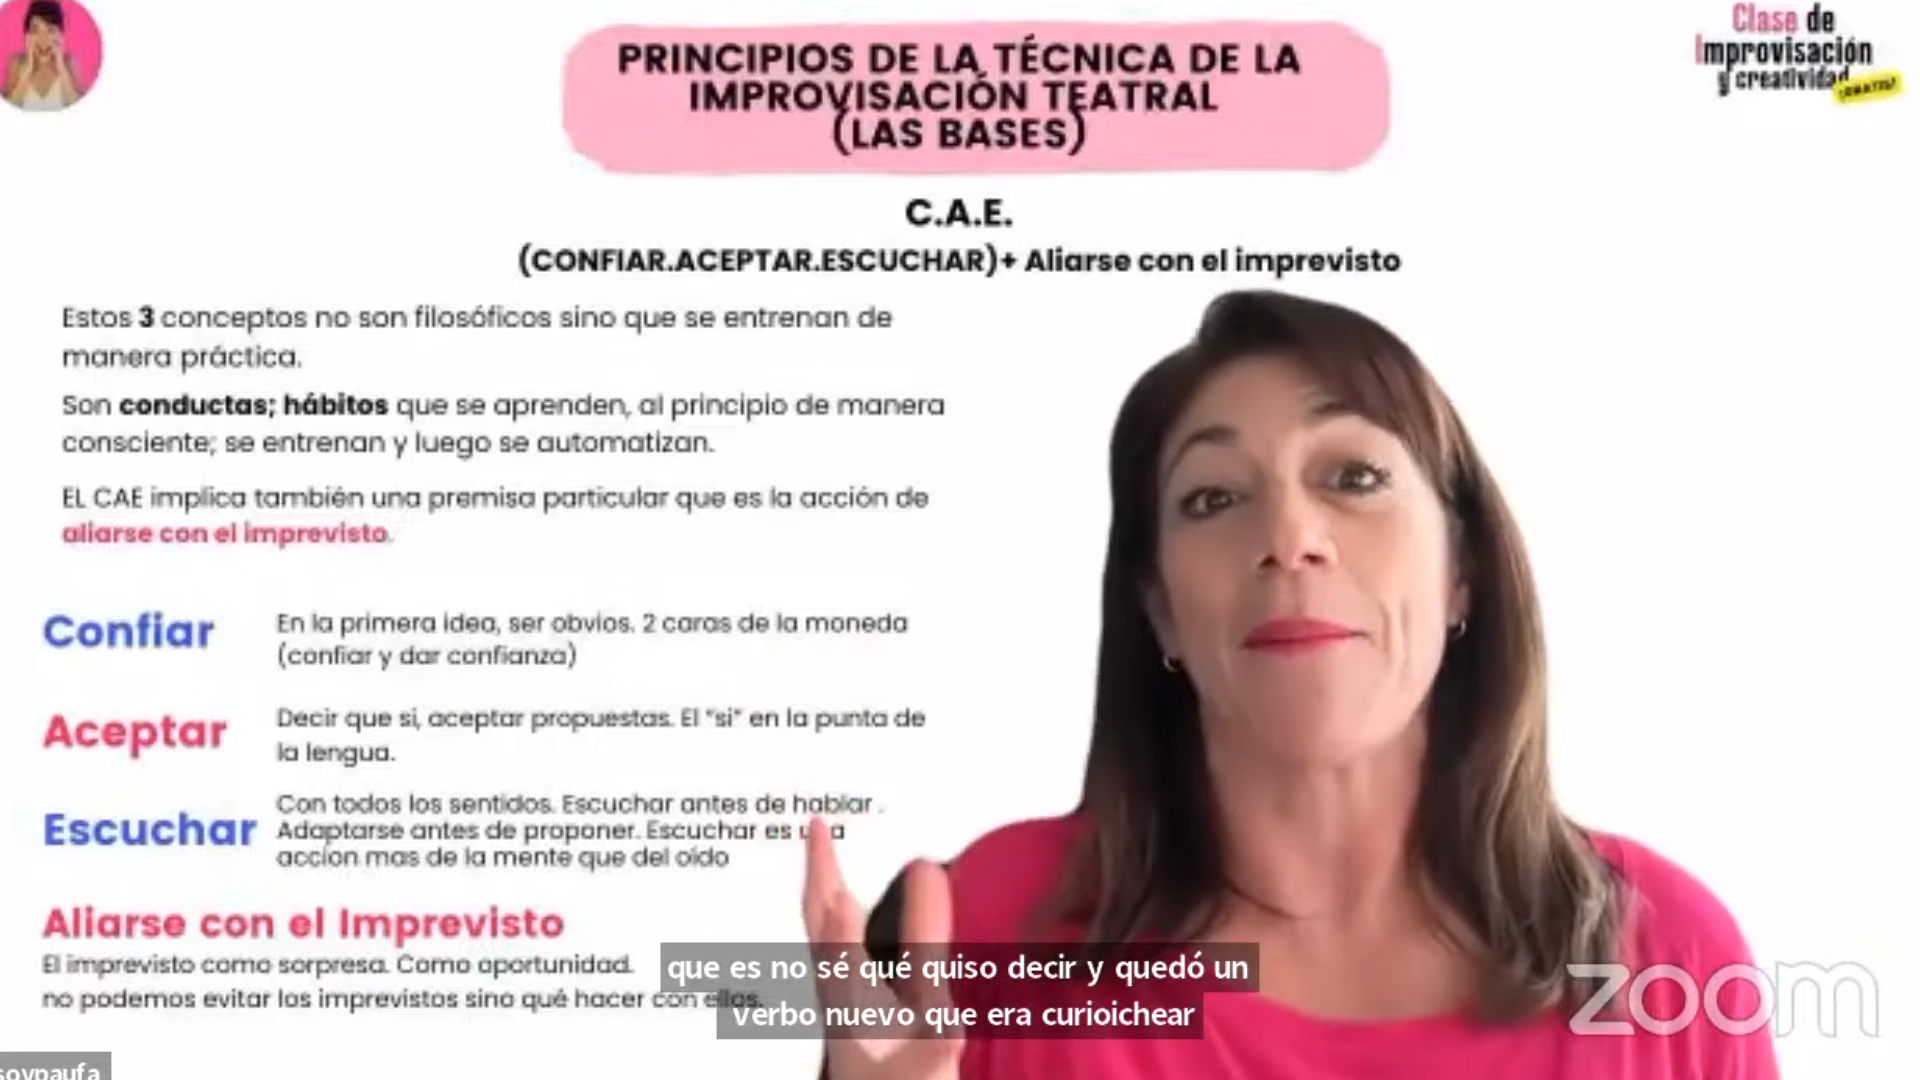 Clase de
Improvisación
y creatividad
¡GRATIS!
PRINCIPIOS DE LA TÉCNICA DE LA
IMPROVISACIÓN TEATRAL
(LAS BASES)
C.A.E.
(CONFIAR.ACEPTAR.ESCUCHAR)+ Aliarse con el imprevisto
Estos 3 conceptos no son filosóficos sino que se entrenan de
manera práctica.
Son conductas; hábitos que se aprenden, al principio de manera
consciente; se entrenan y luego se automatizan.
EL CAE implica también una premisa particular que es la acción de
aliarse con el imprevisto.
Confiar
En la primera idea, ser obvios. 2 caras de la moneda
(confiar y dar confianza)
Aceptar
Decir que si, aceptar propuestas. El "si" en la punta de
la lengua.
Escuchar
Con todos los sentidos. Escuchar antes de hablar .
Adaptarse antes de proponer. Escuchar es una
accion mas de la mente que del oido
Aliarse con el Imprevisto
El imprevisto como sorpresa. Como oportunidad.
no podemos evitar los imprevistos sino qué hacer con ellos.
que es no sé qué quiso decir y quedó un
verbo nuevo que era curioichear
zoom
soypaufa